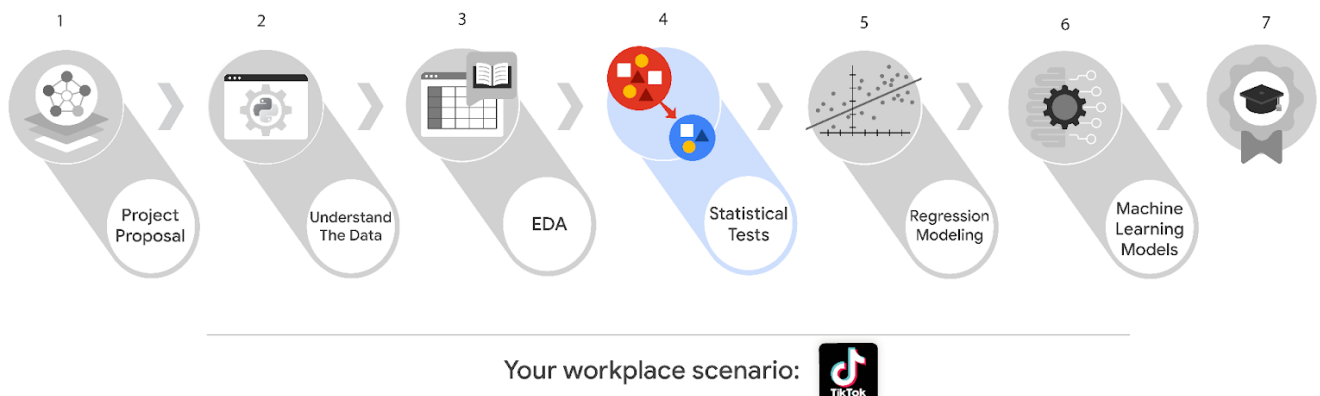 1
2
3
4
5
6
7
Project
Proposal
Understand
The Data
EDA
Statistical
Tests
Regression
Modeling
Machine
Learning
Models
Your workplace scenario:
TikTok